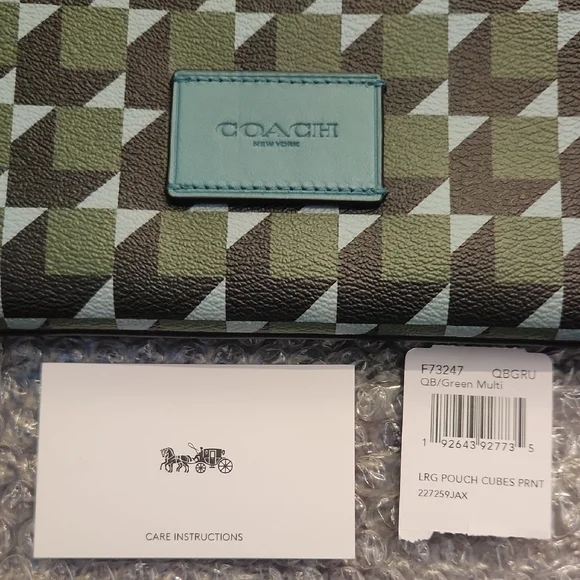 COACH
NEW YORK
F73247 QBGRU
QB/Green Multi
1 92643 92773 5
LRG POUCH CUBES PRNT
227259JAX
CARE INSTRUCTIONS